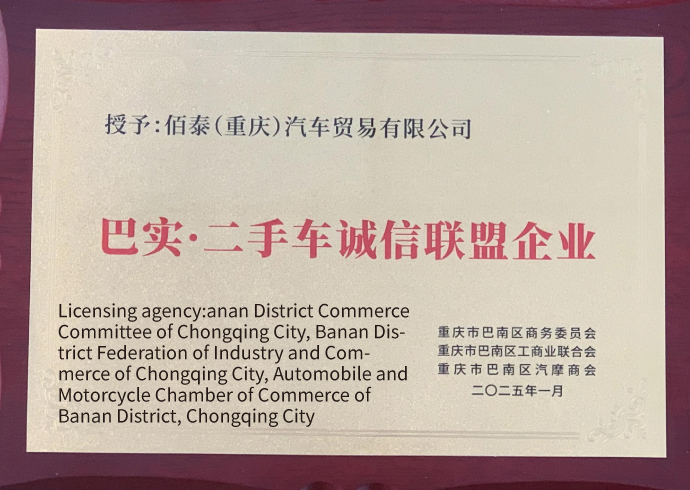 授予:佰泰(重庆)汽车贸易有限公司
巴实·二手车诚信联盟企业
Licensing agency:anan District Commerce
Committee of Chongqing City, Banan Dis-
trict Federation of Industry and Com-
merce of Chongqing City, Automobile and
Motorcycle Chamber of Commerce of
Banan District, Chongqing City
重庆市巴南区商务委员会
重庆市巴南区工商业联合会
重庆市巴南区汽摩商会
二〇二五年一月